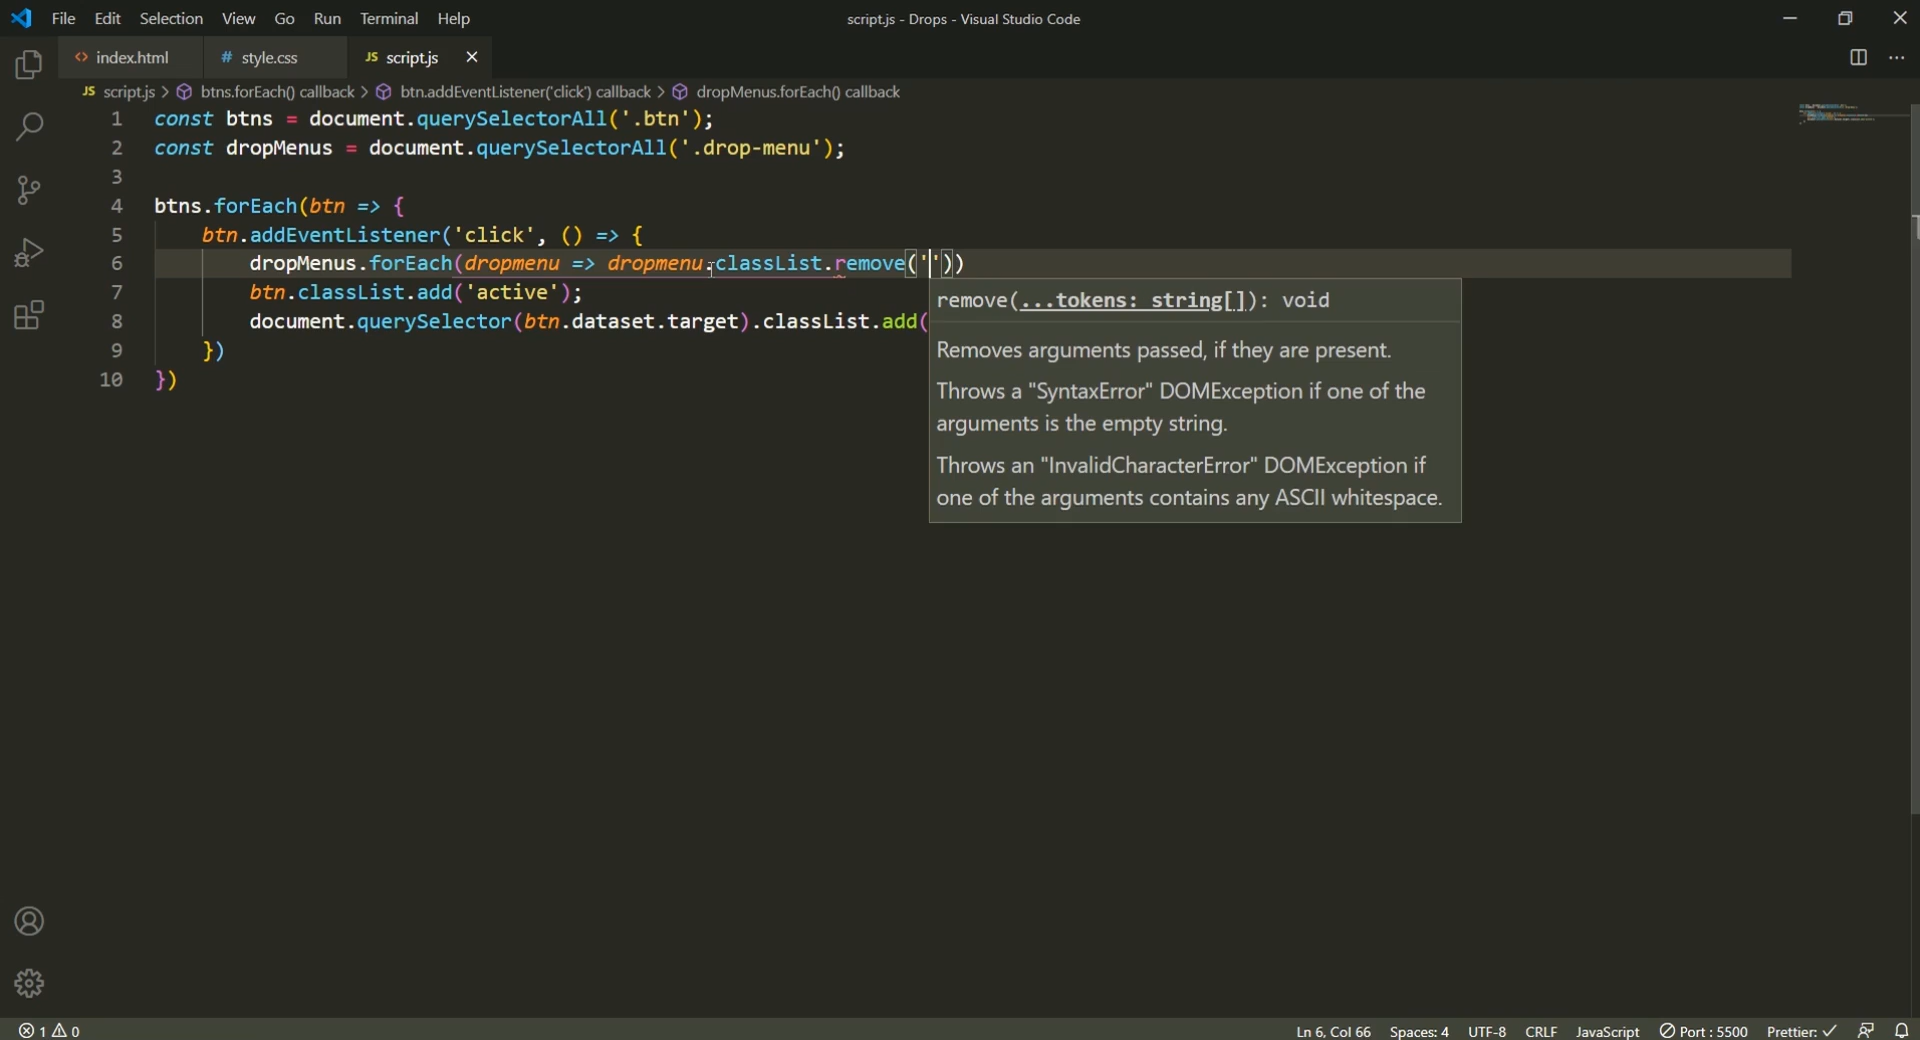 File Edit Selection View Go Run Terminal Help script.js - Drops - Visual Studio Code
<> index.html # style.css JS script.js
JS script.js > btns.forEach() callback > btn.addEventListener('click') callback > dropMenus.forEach() callback
1 const btns = document.querySelectorAll('.btn');
2 const dropMenus = document.querySelectorAll('.drop-menu');
3
4 btns.forEach(btn => {
5 btn.addEventListener('click', () => {
6 dropMenus.forEach(dropmenu => dropmenu.classList.remove(''))
7 btn.classList.add('active');
8 document.querySelector(btn.dataset.target).classList.add(
9 })
10 })
remove(...tokens: string[]): void
Removes arguments passed, if they are present.
Throws a "SyntaxError" DOMException if one of the
arguments is the empty string.
Throws an "InvalidCharacterError" DOMException if
one of the arguments contains any ASCII whitespace.
1 0 Ln 6, Col 66 Spaces: 4 UTF-8 CRLF JavaScript Port : 5500 Prettier: ✓